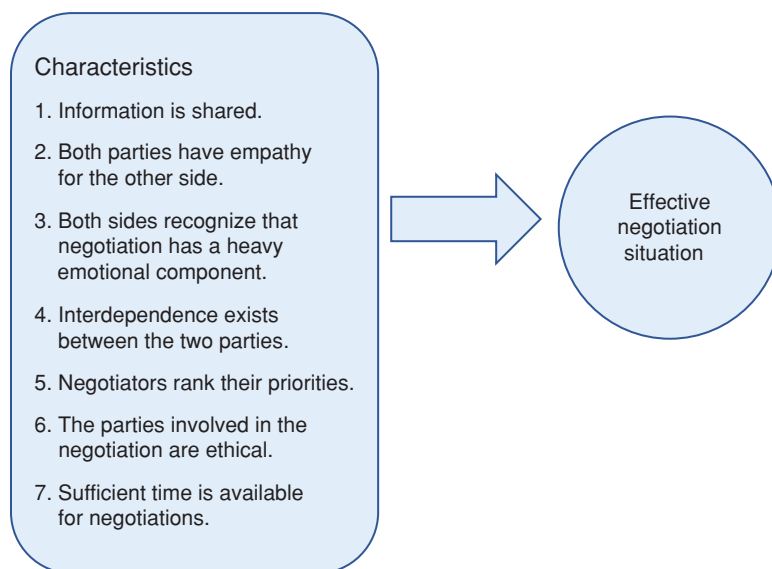 Characteristics
1. Information is shared.
2. Both parties have empathy
for the other side.
3. Both sides recognize that
negotiation has a heavy
emotional component.
4. Interdependence exists
between the two parties.
5. Negotiators rank their priorities.
6. The parties involved in the
negotiation are ethical.
7. Sufficient time is available
for negotiations.
Effective
negotiation
situation